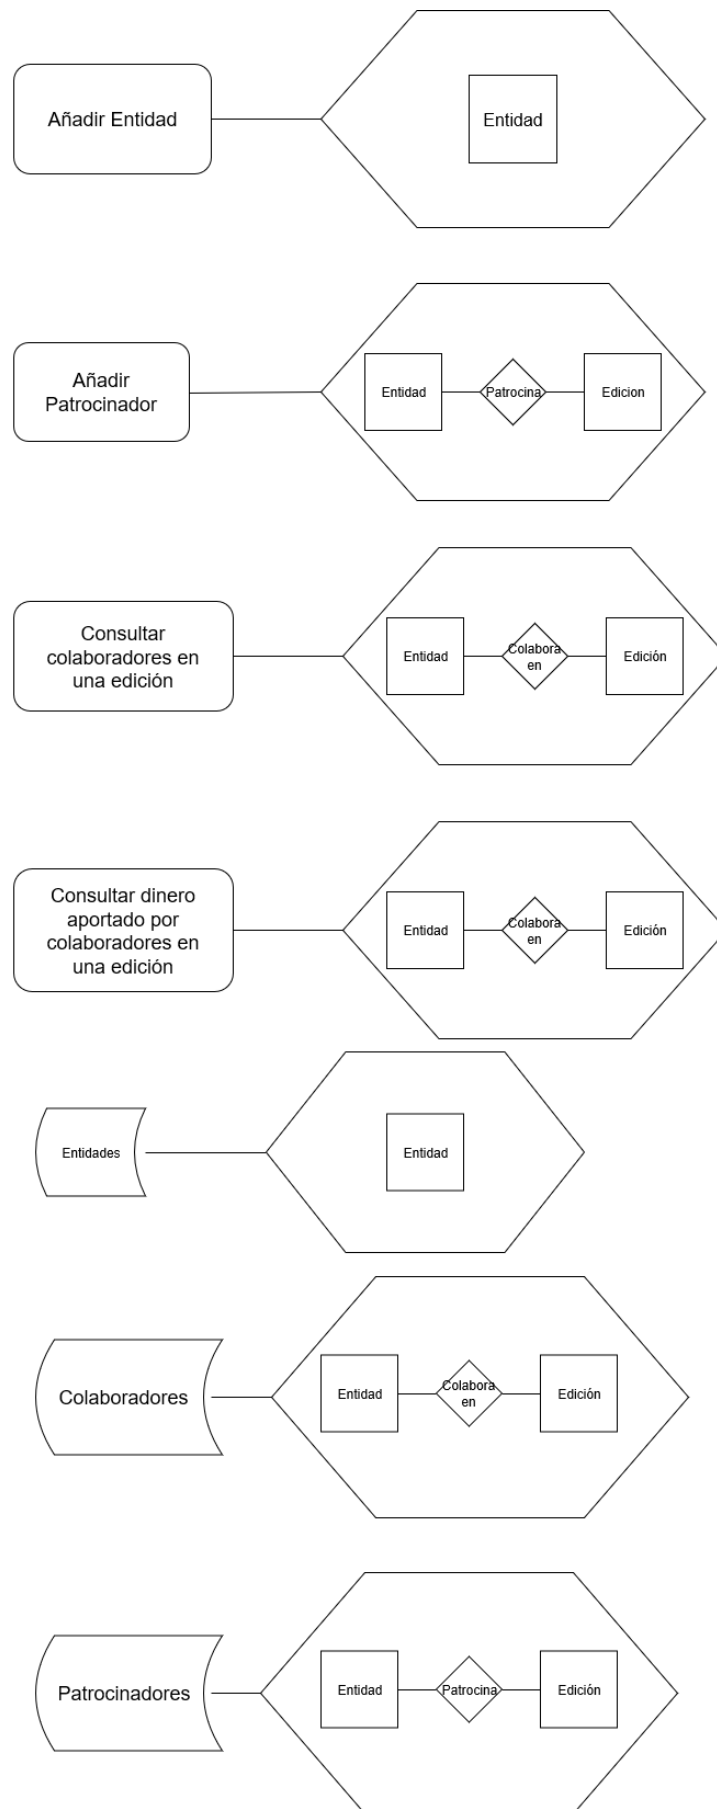 Añadir Entidad
Entidad
Añadir
Patrocinador
Entidad
Patrocina
Edicion
Consultar
colaboradores en
una edición
Entidad
Colabora
en
Edición
Consultar dinero
aportado por
colaboradores en
una edición
Entidad
Colabora
en
Edición
Entidades
Entidad
Colaboradores
Entidad
Colabora
en
Edición
Patrocinadores
Entidad
Patrocina
Edición